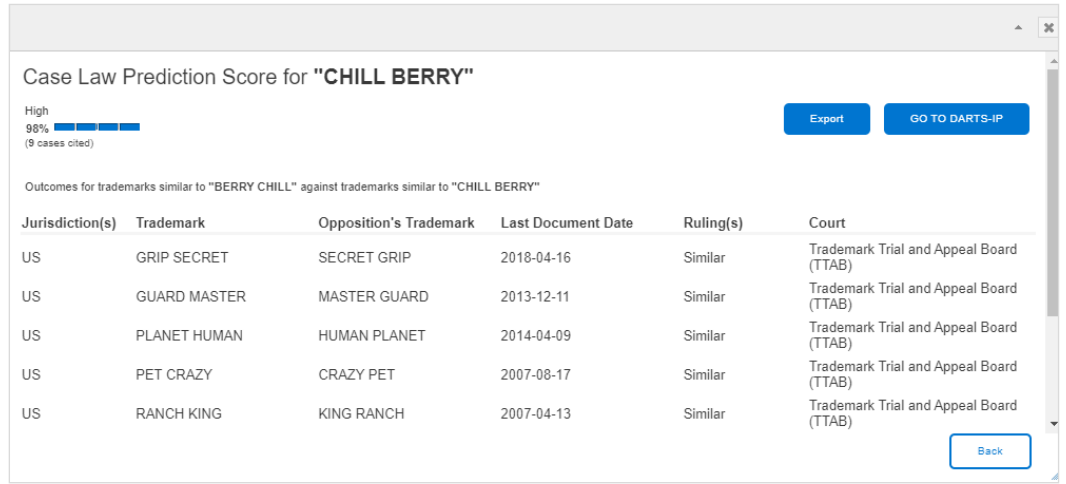 Case Law Prediction Score for "CHILL BERRY"
High
98%
(9 cases cited)
Export
GO TO DARTS-IP
Outcomes for trademarks similar to "BERRY CHILL" against trademarks similar to "CHILL BERRY"
Jurisdiction(s) Trademark Opposition's Trademark Last Document Date Ruling(s) Court
US GRIP SECRET SECRET GRIP 2018-04-16 Similar Trademark Trial and Appeal Board
(TTAB)
US GUARD MASTER MASTER GUARD 2013-12-11 Similar Trademark Trial and Appeal Board
(TTAB)
US PLANET HUMAN HUMAN PLANET 2014-04-09 Similar Trademark Trial and Appeal Board
(TTAB)
US PET CRAZY CRAZY PET 2007-08-17 Similar Trademark Trial and Appeal Board
(TTAB)
US RANCH KING KING RANCH 2007-04-13 Similar Trademark Trial and Appeal Board
(TTAB)
Back